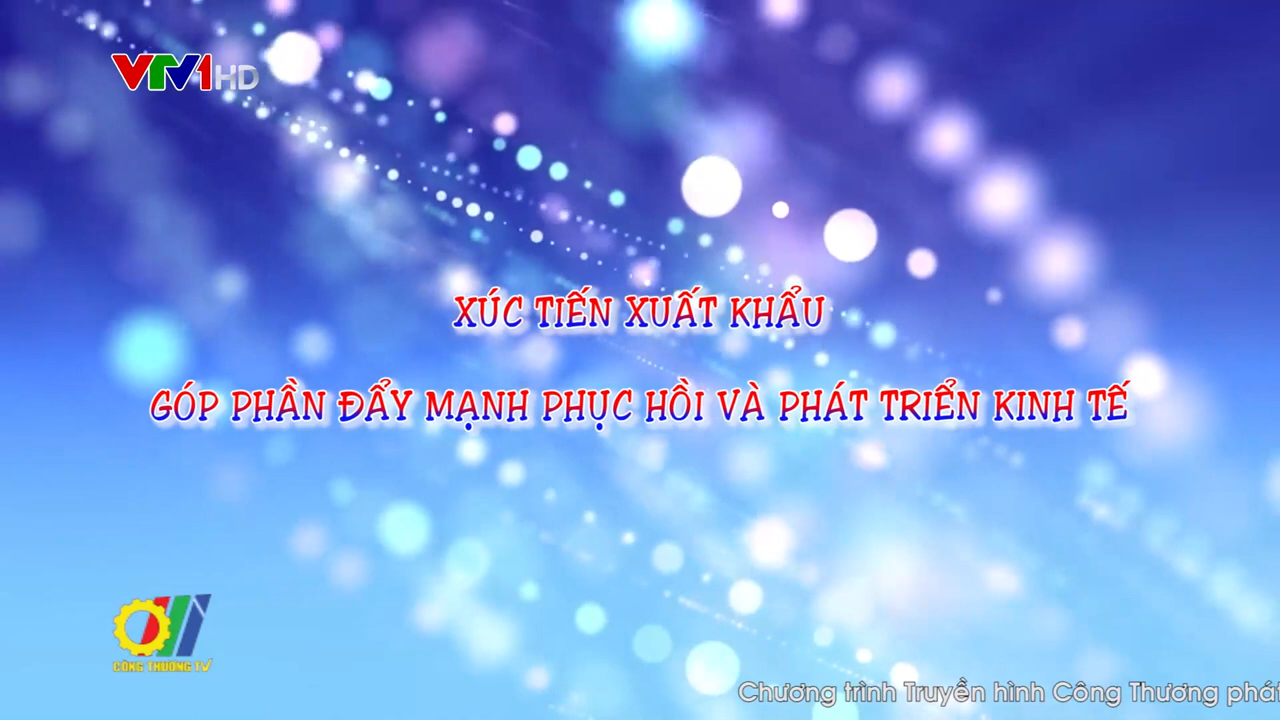 VTV1 HD
XÚC TIẾN XUẤT KHẨU
GÓP PHẦN ĐẨY MẠNH PHỤC HỒI VÀ PHÁT TRIỂN KINH TẾ
CÔNG THƯƠNG TV
Chương trình Truyền hình Công Thương phát